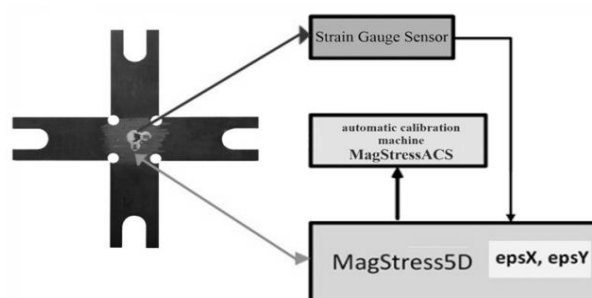 Strain Gauge Sensor
automatic calibration
machine
MagStressACS
MagStress5D
epsX, epsY